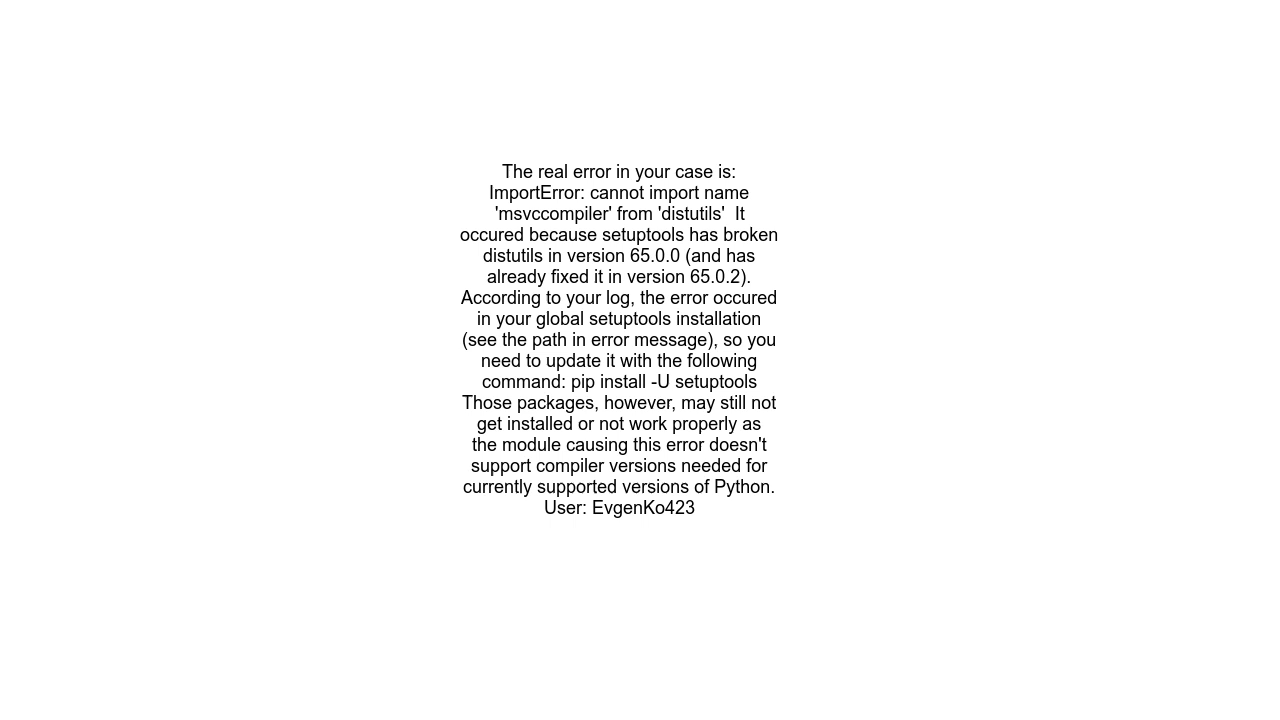 The real error in your case is:
ImportError: cannot import name
'msvccompiler' from 'distutils'  It
occured because setuptools has broken
distutils in version 65.0.0 (and has
already fixed it in version 65.0.2).
According to your log, the error occured
in your global setuptools installation
(see the path in error message), so you
need to update it with the following
command: pip install -U setuptools
Those packages, however, may still not
get installed or not work properly as
the module causing this error doesn't
support compiler versions needed for
currently supported versions of Python.
User: EvgenKo423